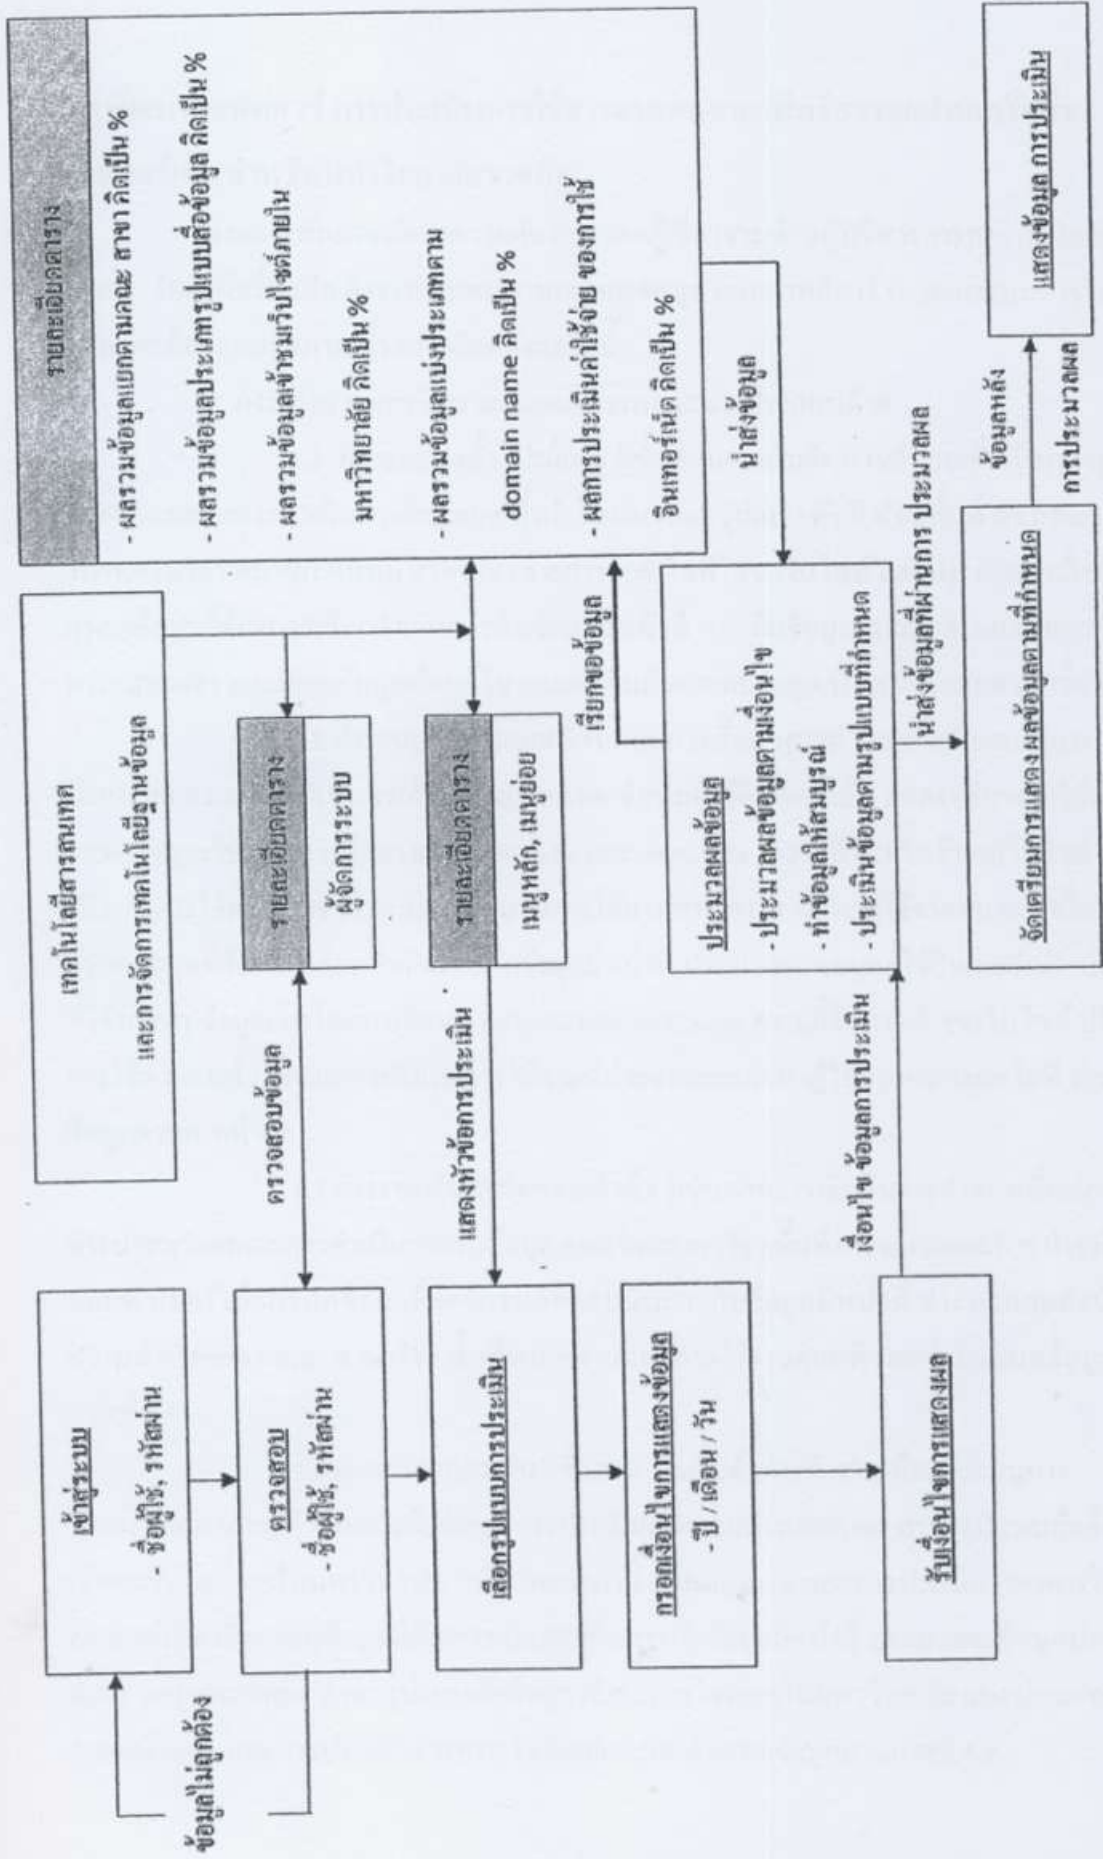 เข้าสู่ระบบ
- ชื่อผู้ใช้, รหัสผ่าน
ข้อมูลไม่ถูกต้อง
ตรวจสอบ
- ชื่อผู้ใช้, รหัสผ่าน
เลือกรูปแบบการประเมิน
กรอกเงื่อนไขการแสดงข้อมูล
- ปี / เดือน / วัน
รับเงื่อนไขการแสดงผล
ตรวจสอบข้อมูล
แสดงหัวข้อการประเมิน
เงื่อนไข ข้อมูลการประเมิน
เทคโนโลยีสารสนเทศ
และการจัดการเทคโนโลยีฐานข้อมูล
รายละเอียดตาราง
ผู้จัดการระบบ
รายละเอียดตาราง
เมนูหลัก, เมนูย่อย
เรียกขอข้อมูล
ประมวลผลข้อมูล
- ประมวลผลข้อมูลตามเงื่อนไข
- ทำข้อมูลให้สมบูรณ์
- ประเมินข้อมูลตามรูปแบบที่กำหนด
นำส่งข้อมูลที่ผ่านการ ประมวลผล
จัดเตรียมการแสดงผลข้อมูลตามที่กำหนด
รายละเอียดตาราง
- ผลรวมข้อมูลแยกตามคณะ สาขา คิดเป็น %
- ผลรวมข้อมูลประเภทรูปแบบสื่อข้อมูล คิดเป็น %
- ผลรวมข้อมูลเข้าชมเว็บไซต์ภายใน
มหาวิทยาลัย คิดเป็น %
- ผลรวมข้อมูลแบ่งประเภทตาม
domain name คิดเป็น %
- ผลการประเมินค่าใช้จ่าย ของการใช้
อินเทอร์เน็ต คิดเป็น %
นำส่งข้อมูล
ข้อมูลหลัง
การประมวลผล
แสดงข้อมูล การประเมิน